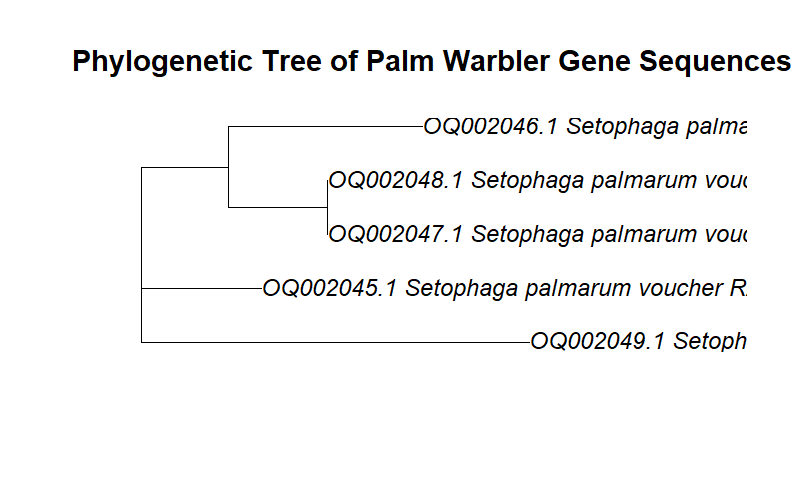 Phylogenetic Tree of Palm Warbler Gene Sequences
OQ002046.1 Setophaga palma
OQ002048.1 Setophaga palmarum vouc
OQ002047.1 Setophaga palmarum vouc
OQ002045.1 Setophaga palmarum voucher R
OQ002049.1 Setoph